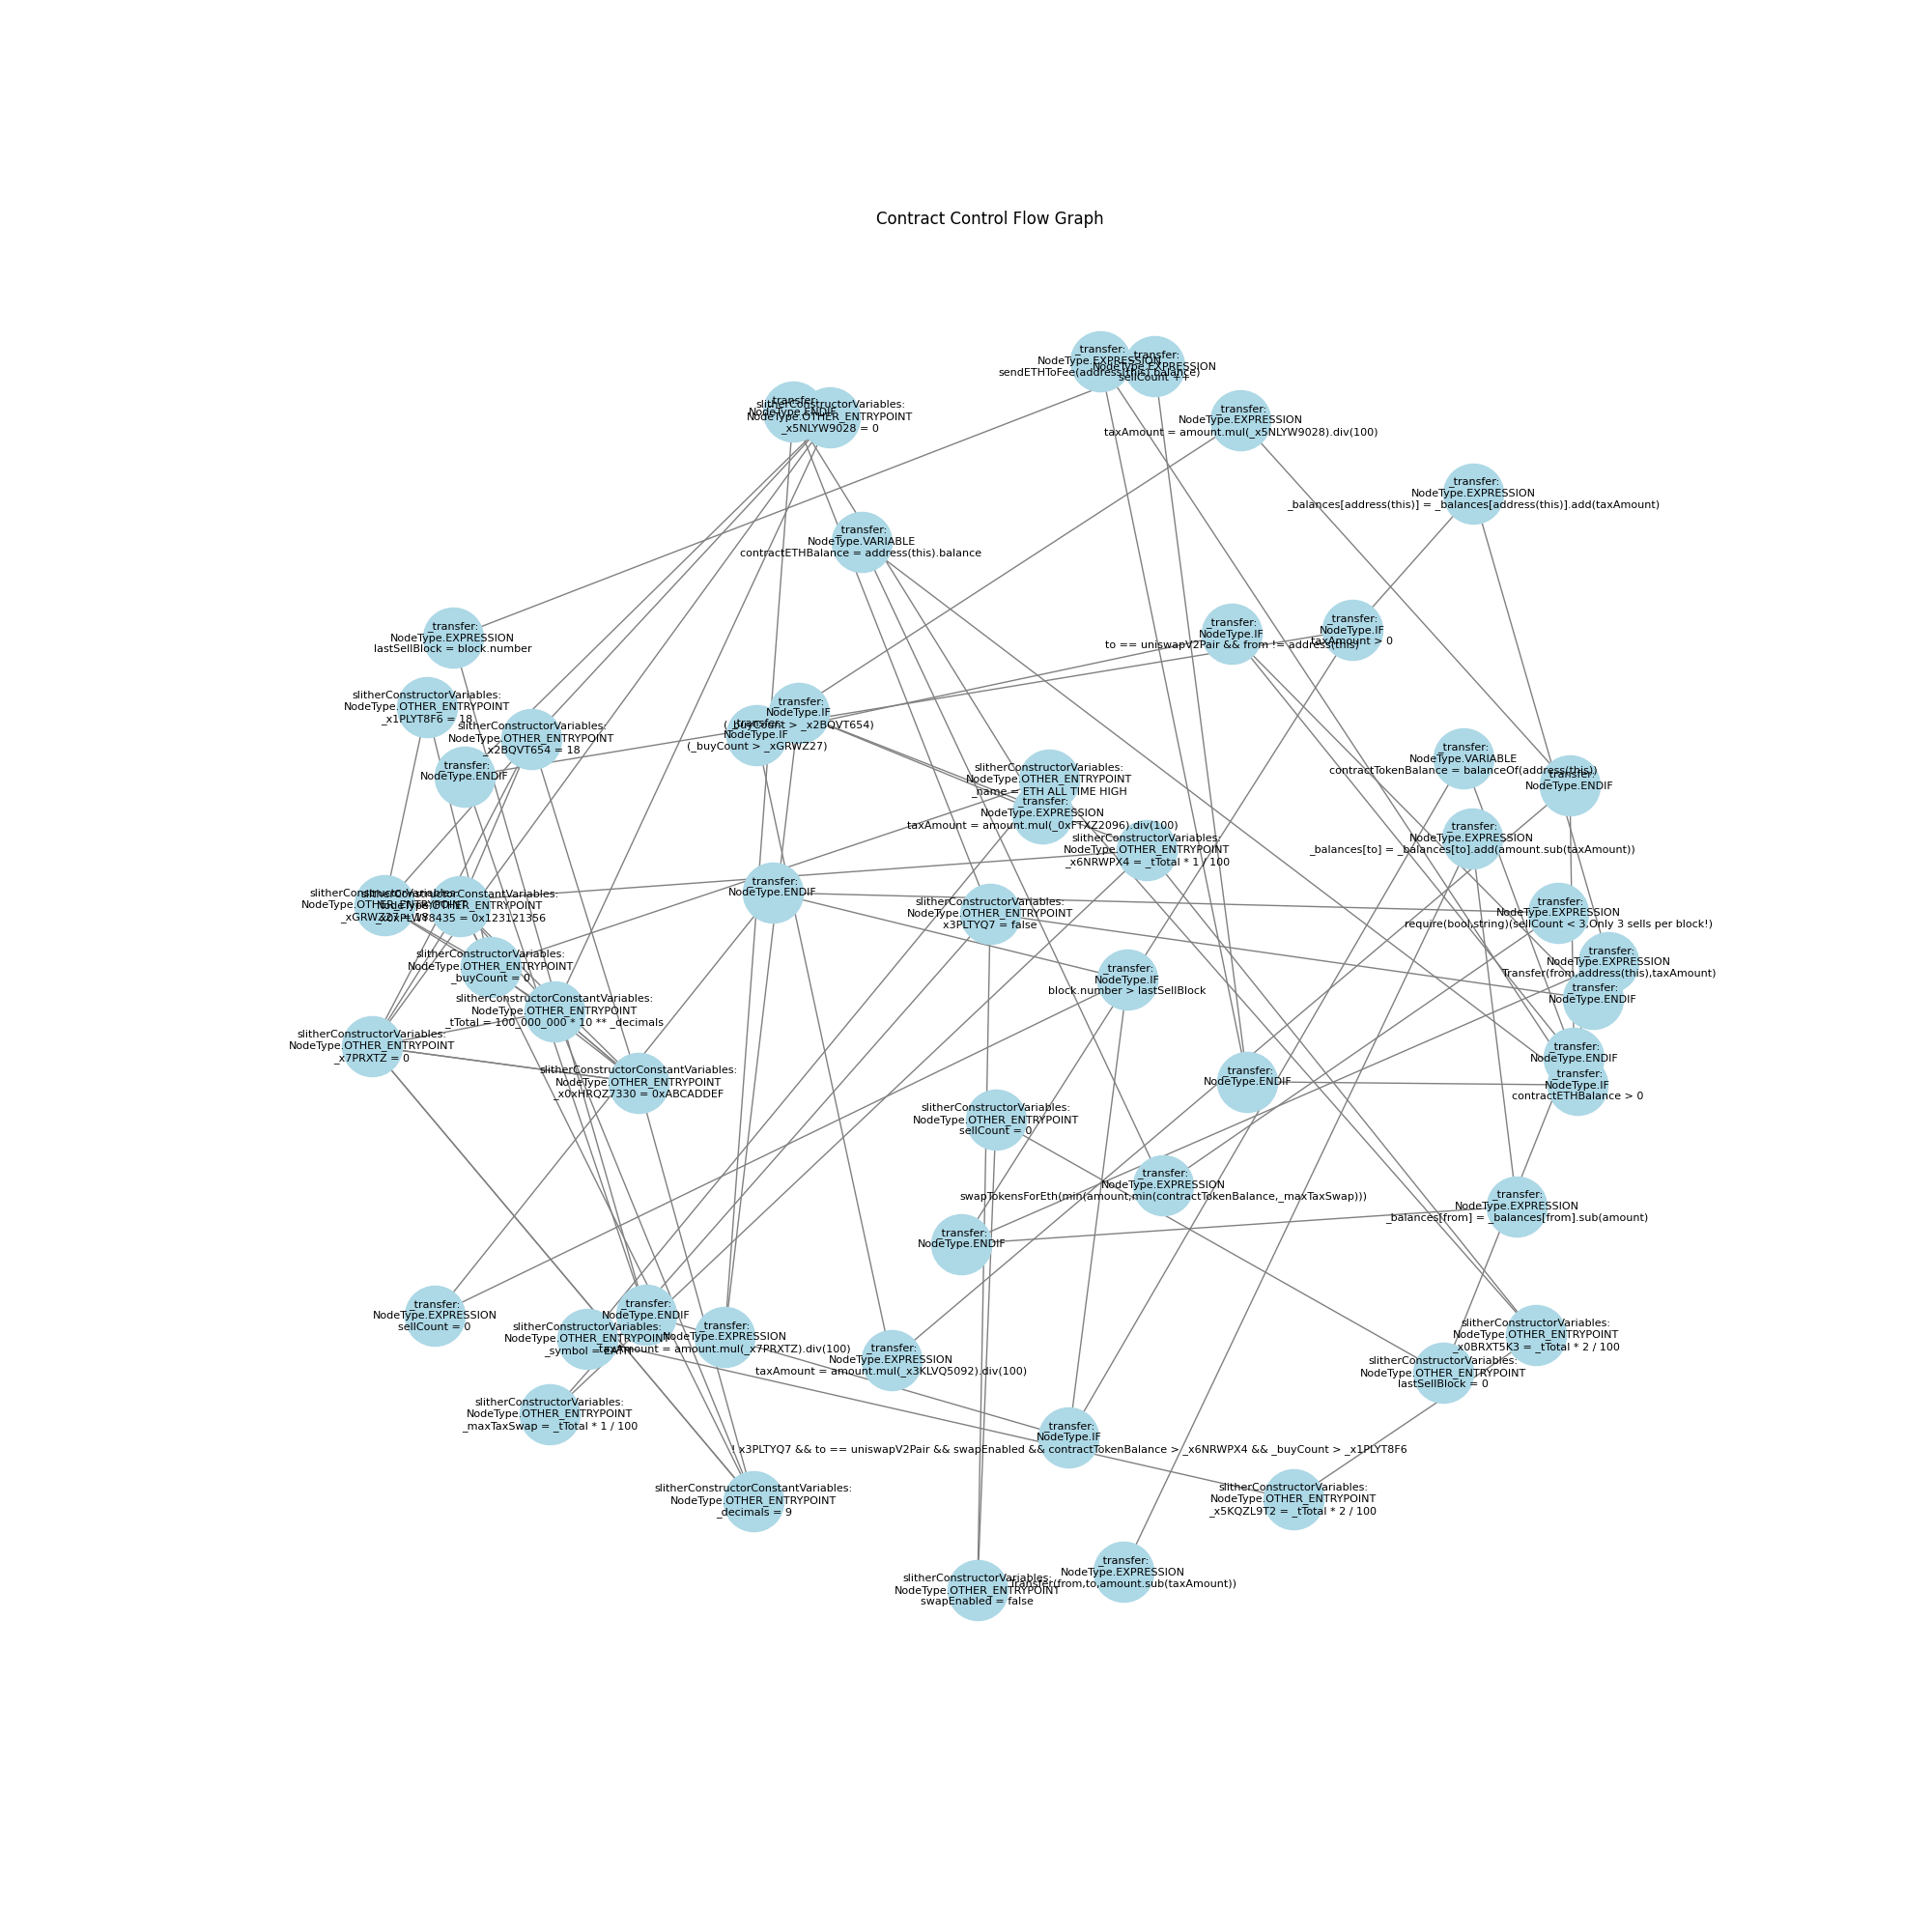 Contract Control Flow Graph
_transfer:
NodeType.EXPRESSION
sendETHToFee(address(this).balance)
_transfer:
NodeType.EXPRESSION
sellCount ++
_transfer:
NodeType.ENDIF
slitherConstructorVariables:
NodeType.OTHER_ENTRYPOINT
_x5NLYW9028 = 0
_transfer:
NodeType.EXPRESSION
taxAmount = amount.mul(_x5NLYW9028).div(100)
_transfer:
NodeType.EXPRESSION
_balances[address(this)] = _balances[address(this)].add(taxAmount)
_transfer:
NodeType.VARIABLE
contractETHBalance = address(this).balance
_transfer:
NodeType.EXPRESSION
lastSellBlock = block.number
_transfer:
NodeType.IF
to == uniswapV2Pair && from != address(this)
_transfer:
NodeType.IF
taxAmount > 0
slitherConstructorVariables:
NodeType.OTHER_ENTRYPOINT
_x1PLYT8F6 = 18
slitherConstructorVariables:
NodeType.OTHER_ENTRYPOINT
_x2BQVT654 = 18
_transfer:
NodeType.IF
(_buyCount > _x2BQVT654)
_transfer:
NodeType.IF
(_buyCount > _xGRWZ27)
_transfer:
NodeType.ENDIF
slitherConstructorVariables:
NodeType.OTHER_ENTRYPOINT
_name = ETH ALL TIME HIGH
_transfer:
NodeType.EXPRESSION
taxAmount = amount.mul(_0xFTXZ2096).div(100)
_transfer:
NodeType.VARIABLE
contractTokenBalance = balanceOf(address(this))
_transfer:
NodeType.ENDIF
slitherConstructorVariables:
NodeType.OTHER_ENTRYPOINT
_x6NRWPX4 = _tTotal * 1 / 100
_transfer:
NodeType.EXPRESSION
_balances[to] = _balances[to].add(amount.sub(taxAmount))
slitherConstructorVariables:
NodeType.OTHER_ENTRYPOINT
_xGRWZ27 = 18
slitherConstructorConstantVariables:
NodeType.OTHER_ENTRYPOINT
= 0x123121356
_transfer:
NodeType.ENDIF
slitherConstructorVariables:
NodeType.OTHER_ENTRYPOINT
x3PLTYQ7 = false
_transfer:
NodeType.EXPRESSION
require(bool,string)(sellCount < 3,Only 3 sells per block!)
slitherConstructorVariables:
NodeType.OTHER_ENTRYPOINT
_buyCount = 0
_transfer:
NodeType.IF
block.number > lastSellBlock
_transfer:
NodeType.EXPRESSION
Transfer(from,address(this),taxAmount)
_transfer:
NodeType.ENDIF
slitherConstructorConstantVariables:
NodeType.OTHER_ENTRYPOINT
_tTotal = 100_000_000 * 10 ** _decimals
slitherConstructorVariables:
NodeType.OTHER_ENTRYPOINT
_x7PRXTZ = 0
_transfer:
NodeType.ENDIF
slitherConstructorConstantVariables:
NodeType.OTHER_ENTRYPOINT
_x0xHRQZ7330 = 0xABCADDEF
_transfer:
NodeType.ENDIF
_transfer:
NodeType.IF
contractETHBalance > 0
slitherConstructorVariables:
NodeType.OTHER_ENTRYPOINT
sellCount = 0
_transfer:
NodeType.EXPRESSION
swapTokensForEth(min(amount,min(contractTokenBalance,_maxTaxSwap)))
_transfer:
NodeType.EXPRESSION
_balances[from] = _balances[from].sub(amount)
_transfer:
NodeType.ENDIF
_transfer:
NodeType.EXPRESSION
sellCount = 0
_transfer:
NodeType.ENDIF
slitherConstructorVariables:
NodeType.OTHER_ENTRYPOINT
_symbol = EATH
_transfer:
NodeType.EXPRESSION
taxAmount = amount.mul(_x7PRXTZ).div(100)
_transfer:
NodeType.EXPRESSION
taxAmount = amount.mul(_x3KLVQ5092).div(100)
slitherConstructorVariables:
NodeType.OTHER_ENTRYPOINT
_x0BRXT5K3 = _tTotal * 2 / 100
slitherConstructorVariables:
NodeType.OTHER_ENTRYPOINT
lastSellBlock = 0
slitherConstructorVariables:
NodeType.OTHER_ENTRYPOINT
_maxTaxSwap = _tTotal * 1 / 100
_transfer:
NodeType.IF
! x3PLTYQ7 && to == uniswapV2Pair && swapEnabled && contractTokenBalance > _x6NRWPX4 && _buyCount > _x1PLYT8F6
slitherConstructorConstantVariables:
NodeType.OTHER_ENTRYPOINT
_decimals = 9
slitherConstructorVariables:
NodeType.OTHER_ENTRYPOINT
_x5KQZL9T2 = _tTotal * 2 / 100
_transfer:
NodeType.EXPRESSION
Transfer(from,to,amount.sub(taxAmount))
slitherConstructorVariables:
NodeType.OTHER_ENTRYPOINT
swapEnabled = false